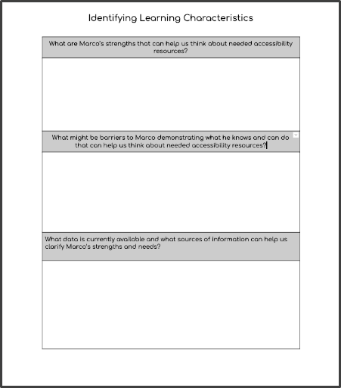 Identifying Learning Characteristics
What are Marco's strengths that can help us think about needed accessibility
resources?
What might be barriers to Marco demonstrating what he knows and can do
that can help us think about needed accessibility resources?
What data is currently available and what sources of information can help us
clarify Marco's strengths and needs?